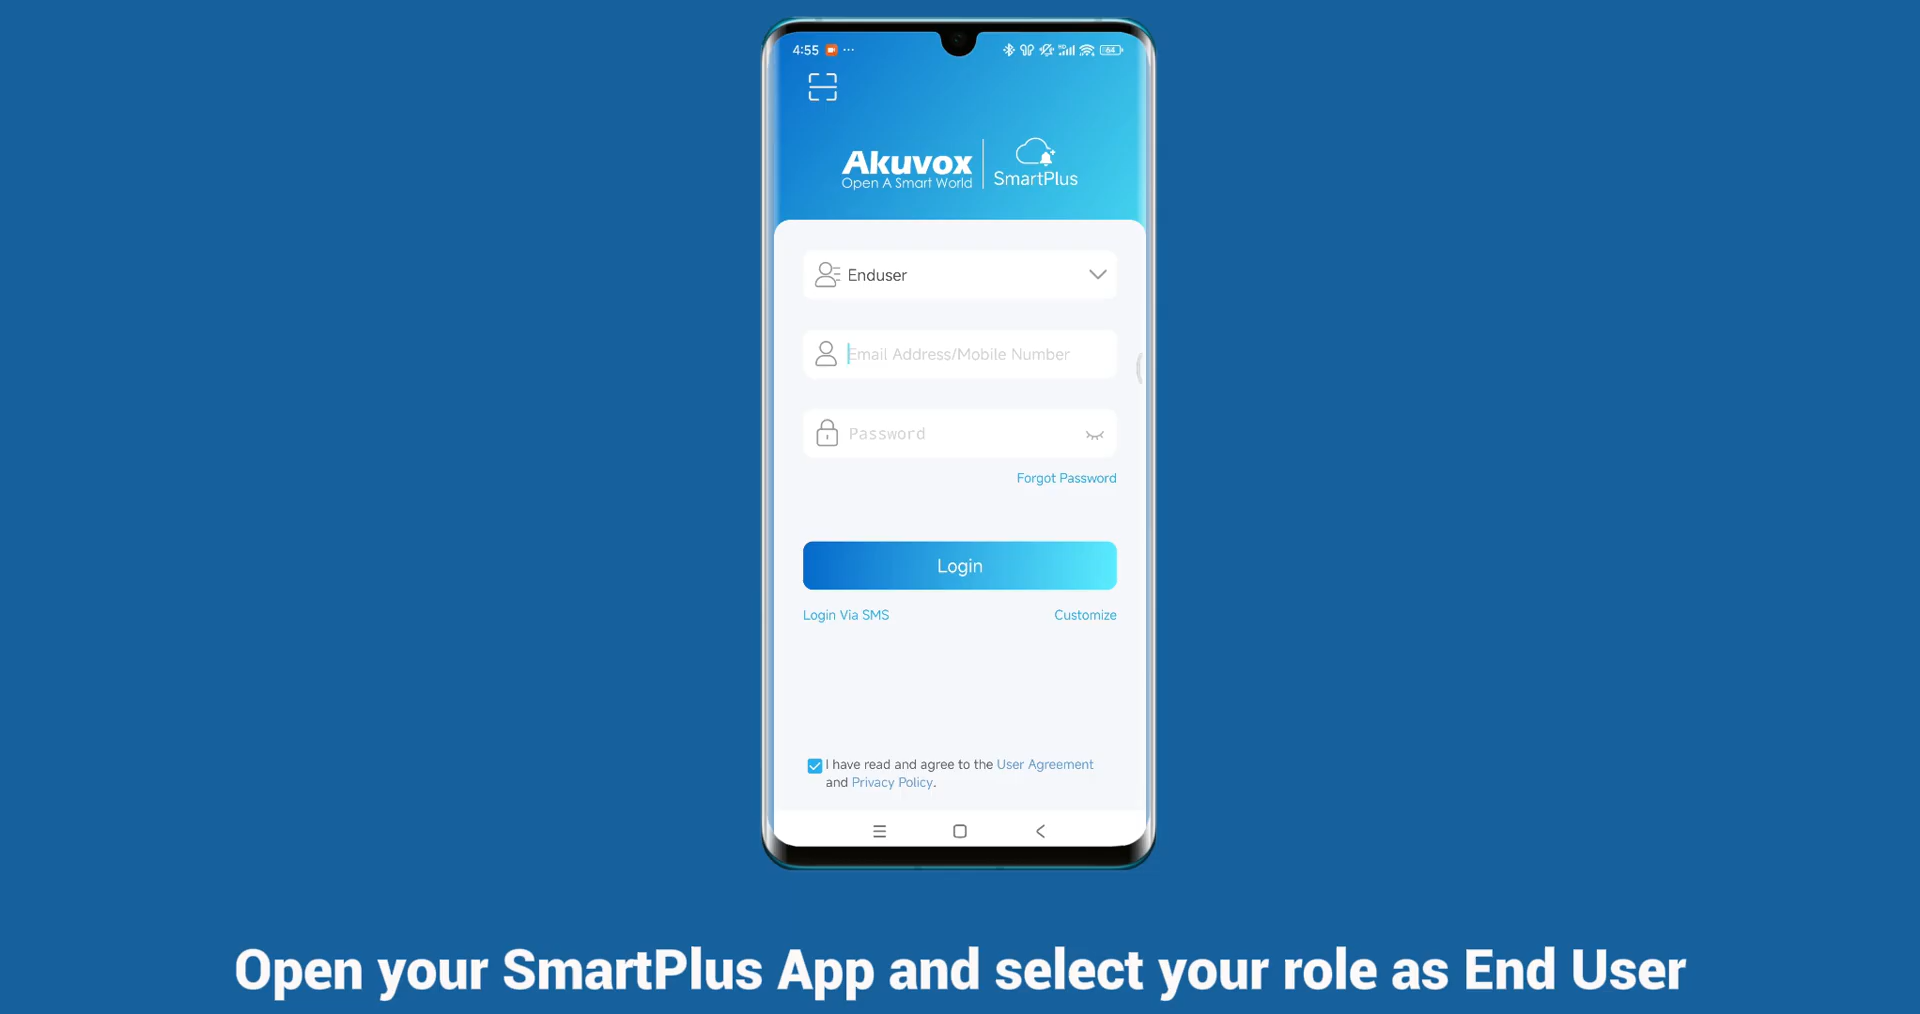 4:55
64
Akuvox
Open A Smart World
SmartPlus
Enduser
Email Address/Mobile Number
Password
Forgot Password
Login
Login Via SMS
Customize
I have read and agree to the User Agreement
and Privacy Policy.
Open your SmartPlus App and select your role as End User